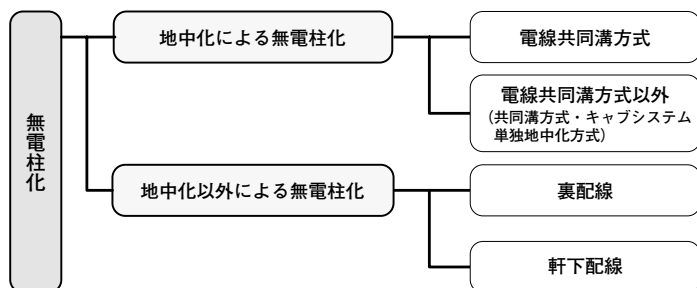 無電柱化
地中化による無電柱化
電線共同溝方式
電線共同溝方式以外
（共同溝方式・キャブシステム
単独地中化方式）
地中化以外による無電柱化
裏配線
軒下配線